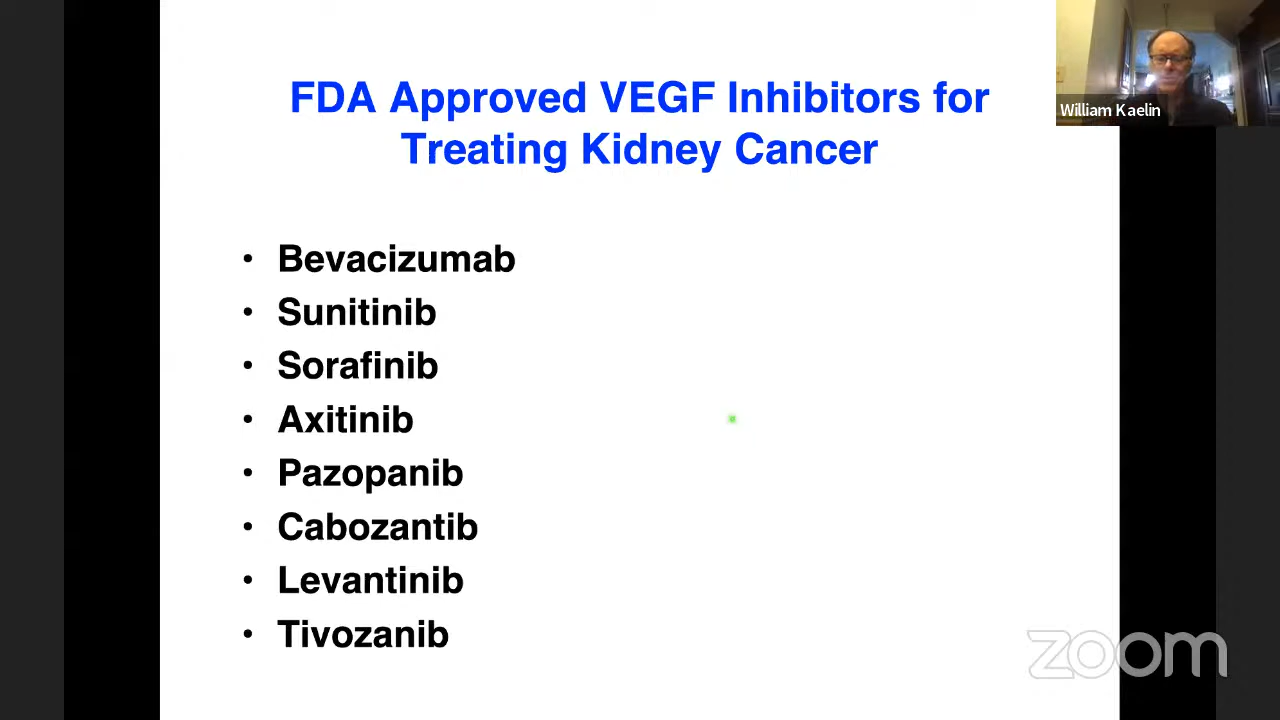 FDA Approved VEGF Inhibitors for
Treating Kidney Cancer
William Kaelin
• Bevacizumab
• Sunitinib
• Sorafinib
• Axitinib
• Pazopanib
• Cabozantib
• Levantinib
• Tivozanib
zoom